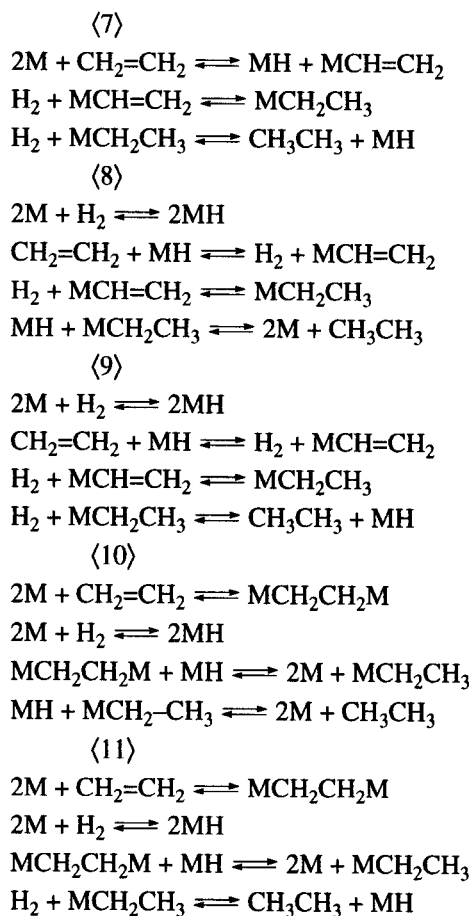 ⟨7⟩
2M + CH₂=CH₂ ⇌ MH + MCH=CH₂
H₂ + MCH=CH₂ ⇌ MCH₂CH₃
H₂ + MCH₂CH₃ ⇌ CH₃CH₃ + MH
⟨8⟩
2M + H₂ ⇌ 2MH
CH₂=CH₂ + MH ⇌ H₂ + MCH=CH₂
H₂ + MCH=CH₂ ⇌ MCH₂CH₃
MH + MCH₂CH₃ ⇌ 2M + CH₃CH₃
⟨9⟩
2M + H₂ ⇌ 2MH
CH₂=CH₂ + MH ⇌ H₂ + MCH=CH₂
H₂ + MCH=CH₂ ⇌ MCH₂CH₃
H₂ + MCH₂CH₃ ⇌ CH₃CH₃ + MH
⟨10⟩
2M + CH₂=CH₂ ⇌ MCH₂CH₂M
2M + H₂ ⇌ 2MH
MCH₂CH₂M + MH ⇌ 2M + MCH₂CH₃
MH + MCH₂–CH₃ ⇌ 2M + CH₃CH₃
⟨11⟩
2M + CH₂=CH₂ ⇌ MCH₂CH₂M
2M + H₂ ⇌ 2MH
MCH₂CH₂M + MH ⇌ 2M + MCH₂CH₃
H₂ + MCH₂CH₃ ⇌ CH₃CH₃ + MH